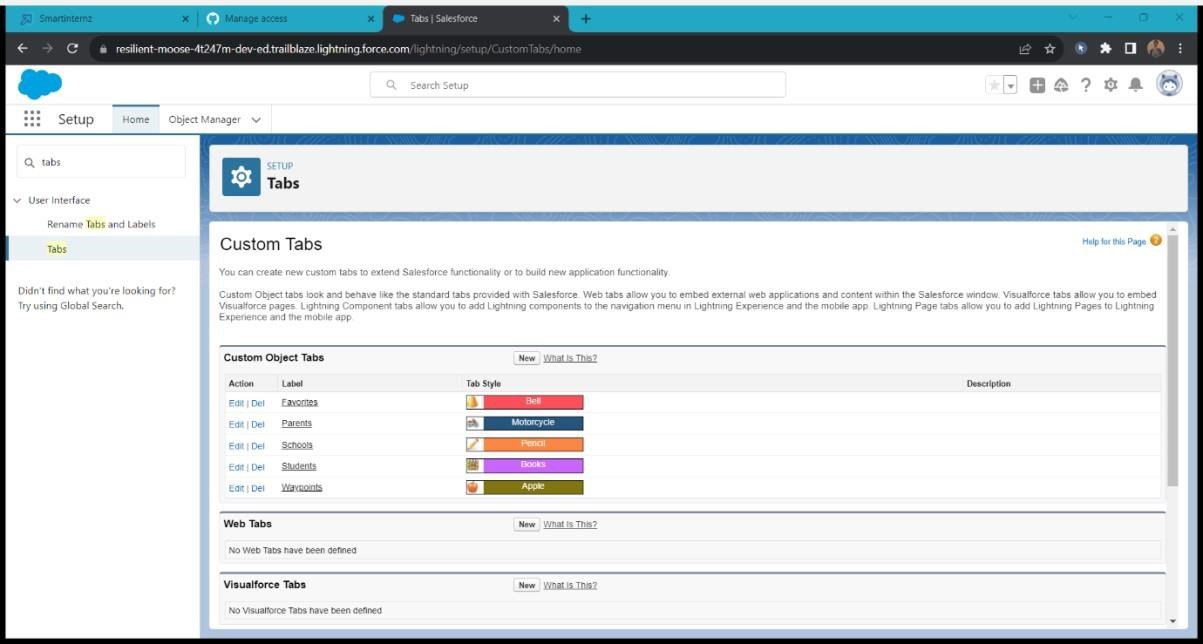 Smartinternz
Manage access
Tabs | Salesforce
resilient-moose-4t247m-dev-ed.trailblaze.lightning.force.com/lightning/setup/CustomTabs/home
Search Setup
Setup Home Object Manager
tabs
User Interface
Rename Tabs and Labels
Tabs
Didn't find what you're looking for?
Try using Global Search.
SETUP
Tabs
Custom Tabs
Help for this Page
You can create new custom tabs to extend Salesforce functionality or to build new application functionality.
Custom Object tabs look and behave like the standard tabs provided with Salesforce. Web tabs allow you to embed external web applications and content within the Salesforce window. Visualforce tabs allow you to embed
Visualforce pages. Lightning Component tabs allow you to add Lightning components to the navigation menu in Lightning Experience and the mobile app. Lightning Page tabs allow you to add Lightning Pages to Lightning
Experience and the mobile app.
Custom Object Tabs New What Is This?
Action Label Tab Style Description
Edit | Del Favorites Bell
Edit | Del Parents Motorcycle
Edit | Del Schools Pencil
Edit | Del Students Books
Edit | Del Waypoints Apple
Web Tabs New What Is This?
No Web Tabs have been defined
Visualforce Tabs New What Is This?
No Visualforce Tabs have been defined